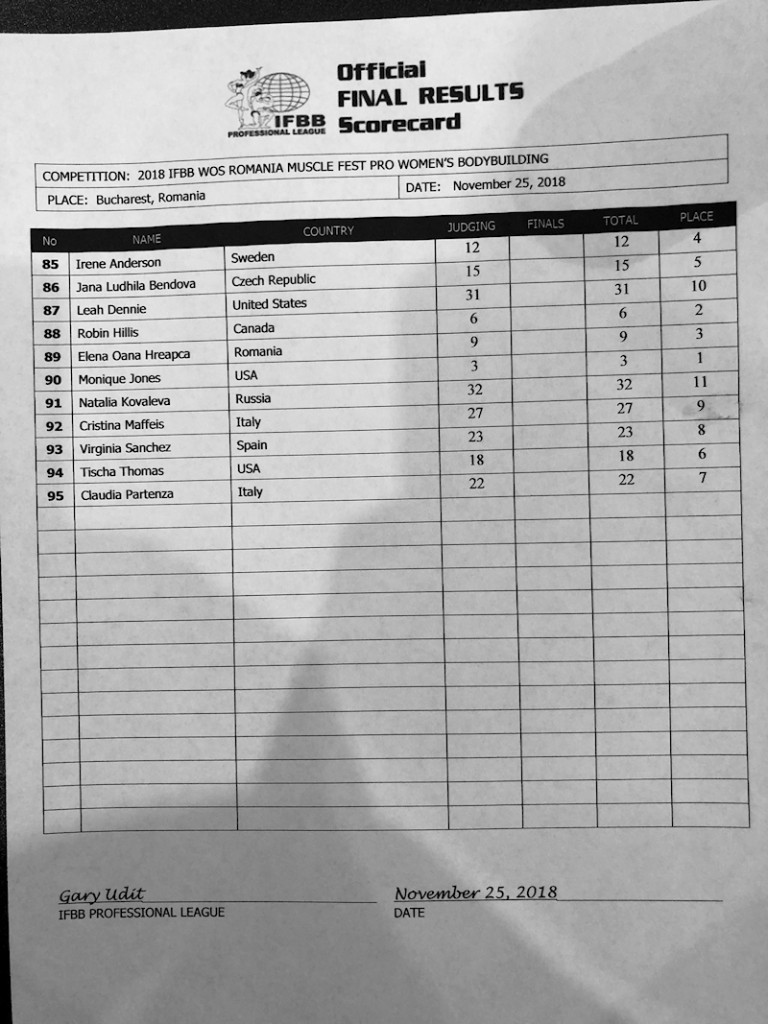 Official
FINAL RESULTS
Scorecard
IFBB
PROFESSIONAL LEAGUE
COMPETITION: 2018 IFBB WOS ROMANIA MUSCLE FEST PRO WOMEN'S BODYBUILDING
PLACE: Bucharest, Romania DATE: November 25, 2018
No NAME COUNTRY JUDGING FINALS TOTAL PLACE
85 Irene Anderson Sweden 12 12 4
86 Jana Ludhila Bendova Czech Republic 15 15 5
87 Leah Dennie United States 31 31 10
88 Robin Hillis Canada 6 6 2
89 Elena Oana Hreapca Romania 9 9 3
90 Monique Jones USA 3 3 1
91 Natalia Kovaleva Russia 32 32 11
92 Cristina Maffeis Italy 27 27 9
93 Virginia Sanchez Spain 23 23 8
94 Tischa Thomas USA 18 18 6
95 Claudia Partenza Italy 22 22 7
Gary Udit November 25, 2018
IFBB PROFESSIONAL LEAGUE DATE